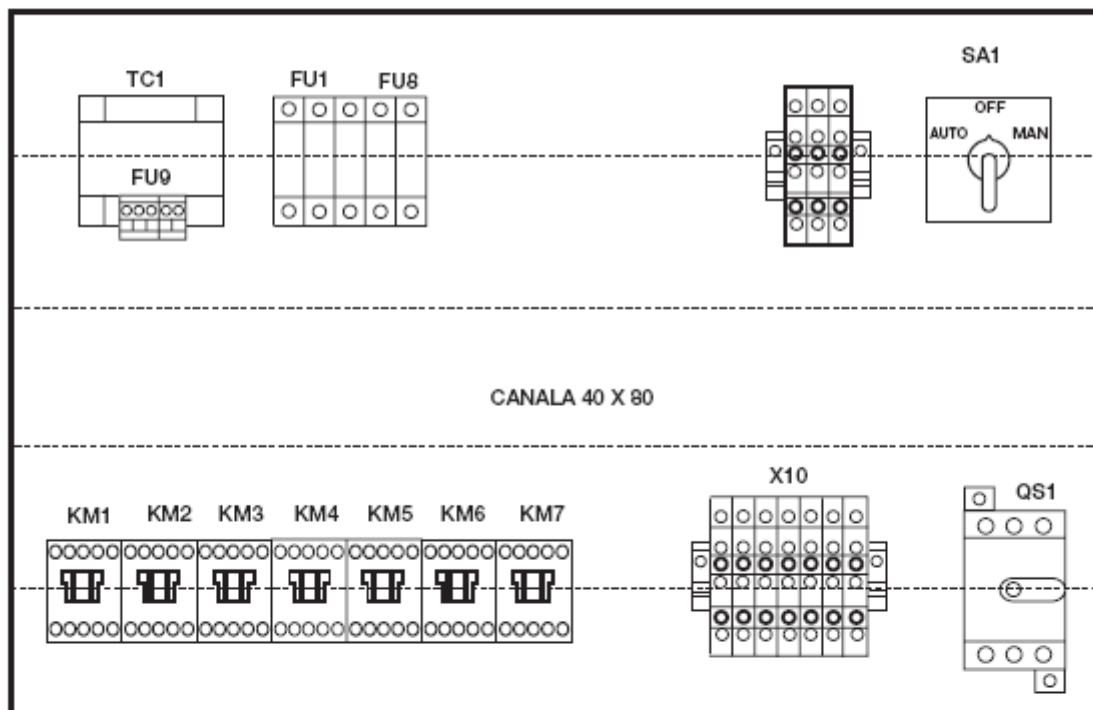 TC1
FU1
FU8
SA1
OFF
AUTO
MAN
FU9
CANALA 40 X 80
X10
QS1
KM1
KM2
KM3
KM4
KM5
KM6
KM7